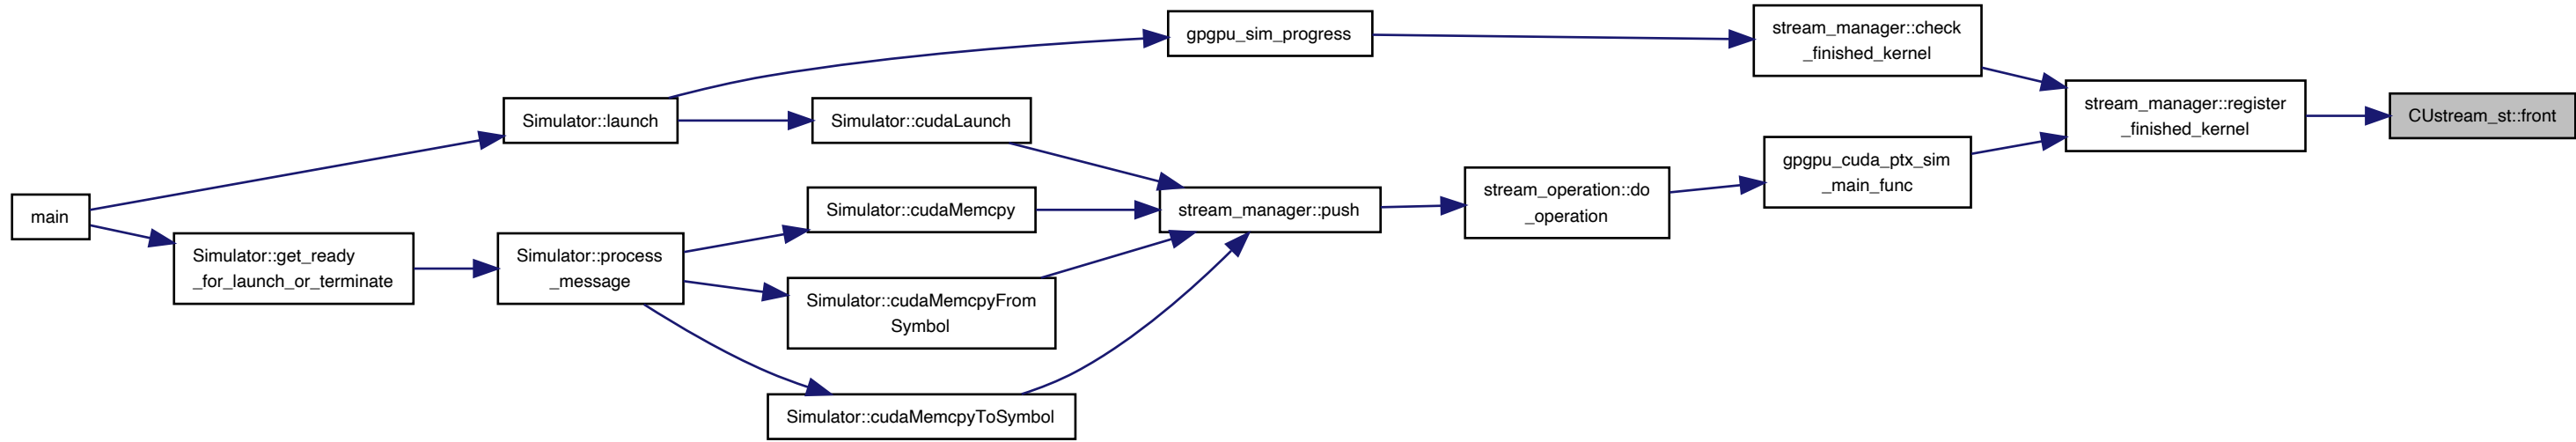 main
Simulator::launch
Simulator::get_ready
_for_launch_or_terminate
Simulator::process
_message
Simulator::cudaLaunch
Simulator::cudaMemcpy
Simulator::cudaMemcpyFrom
Symbol
Simulator::cudaMemcpyToSymbol
gpgpu_sim_progress
stream_manager::push
stream_operation::do
_operation
stream_manager::check
_finished_kernel
gpgpu_cuda_ptx_sim
_main_func
stream_manager::register
_finished_kernel
CUstream_st::front